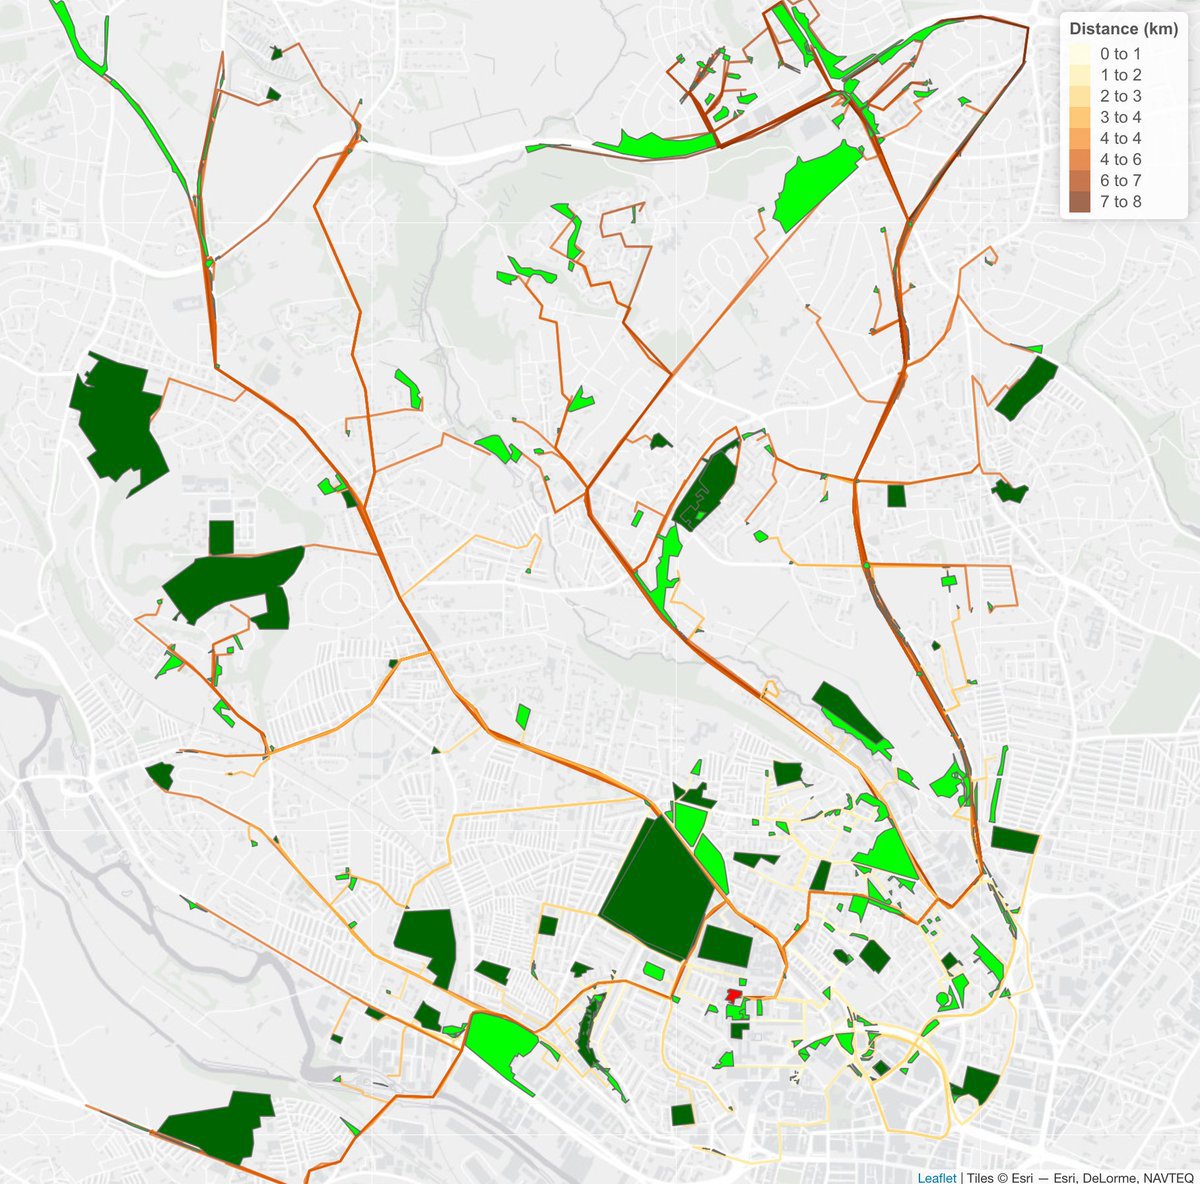 Distance (km)
0 to 1
1 to 2
2 to 3
3 to 4
4 to 4
4 to 6
6 to 7
7 to 8
Leaflet | Tiles © Esri — Esri, DeLorme, NAVTEQ